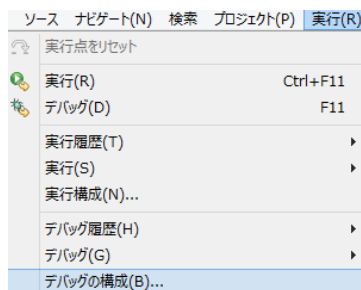 ソース ナビゲート(N) 検索 プロジェクト(P) 実行(R)
実行点をリセット
実行(R) Ctrl+F11
デバッグ(D) F11
実行履歴(T)
実行(S)
実行構成(N)...
デバッグ履歴(H)
デバッグ(G)
デバッグの構成(B)...